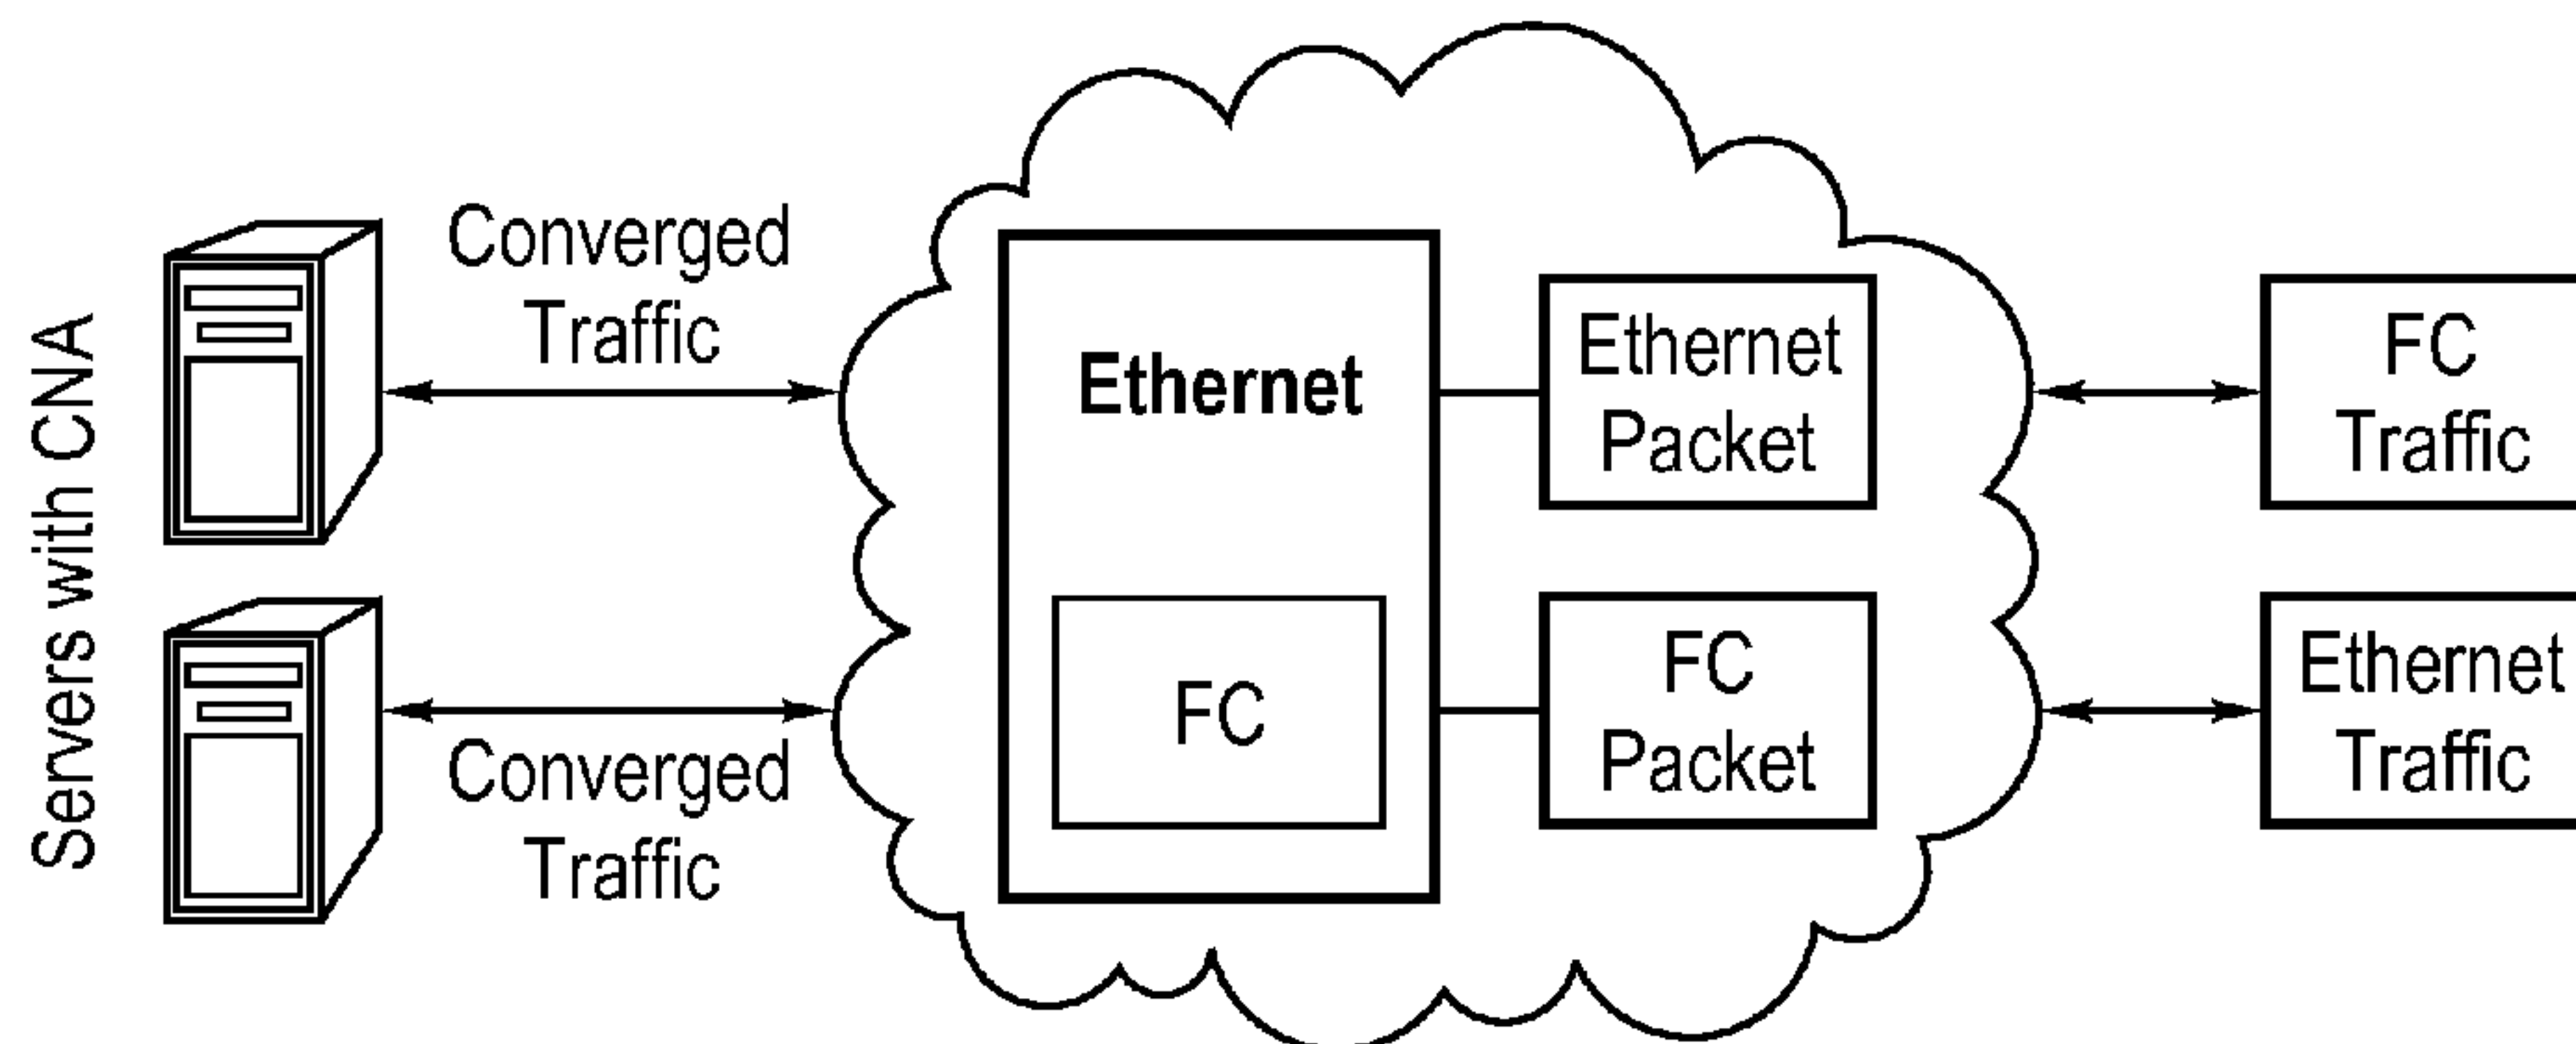 Servers with CNA
Converged
Traffic
Converged
Traffic
Ethernet
FC
Ethernet
Packet
FC
Packet
FC
Traffic
Ethernet
Traffic